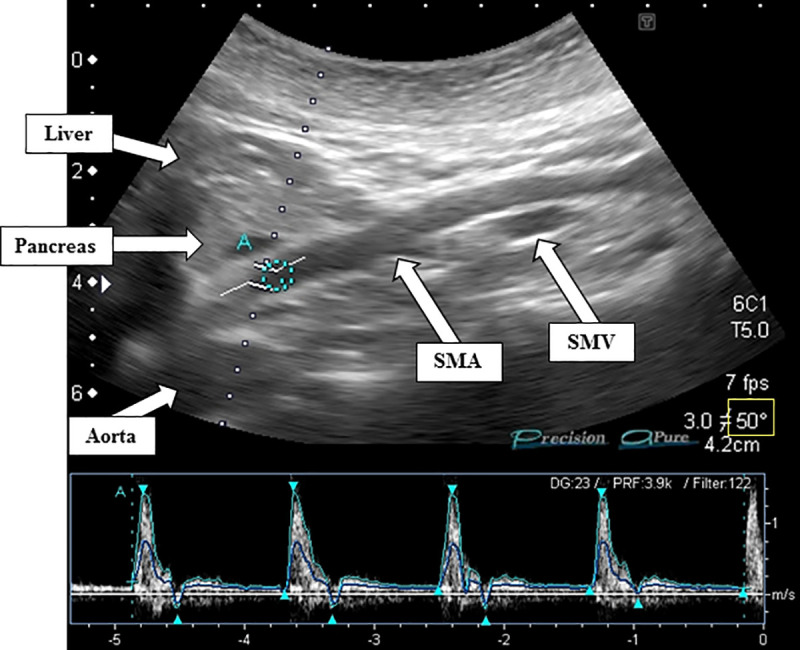 T
0
Liver
2
Pancreas
A
4
6C1
T5.0
SMV
SMA
7 fps
6
3.0 50°
Aorta
Precision aPure
4.2cm
A
DG:23 / PRF:3.9k / Filter:122
1
m/s
-5 -4 -3 -2 -1 0